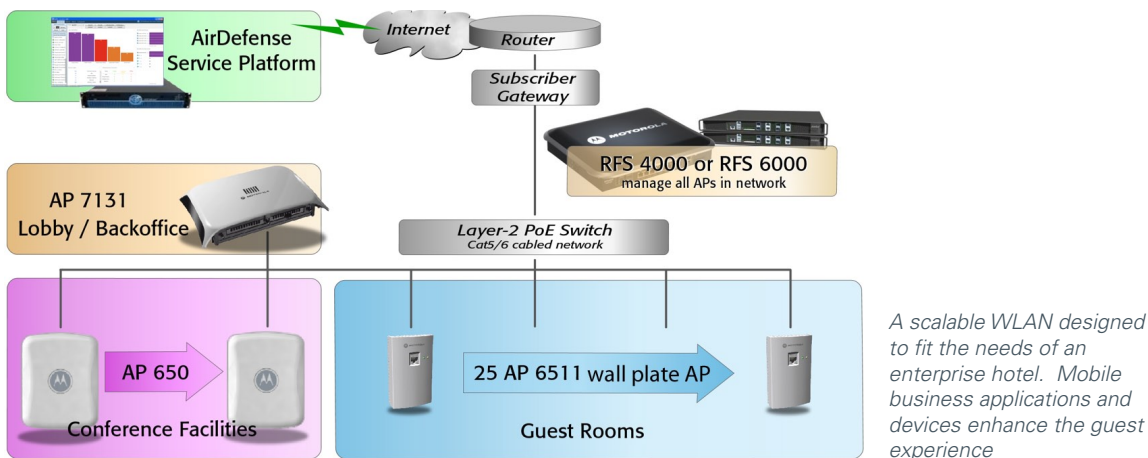 AirDefense
Service Platform
Internet
Router
Subscriber
Gateway
MOTOROLA
RFS 4000 or RFS 6000
manage all APs in network
AP 7131
Lobby / Backoffice
Layer-2 PoE Switch
Cat5/6 cabled network
AP 650
Conference Facilities
25 AP 6511 wall plate AP
Guest Rooms
A scalable WLAN designed
to fit the needs of an
enterprise hotel. Mobile
business applications and
devices enhance the guest
experience